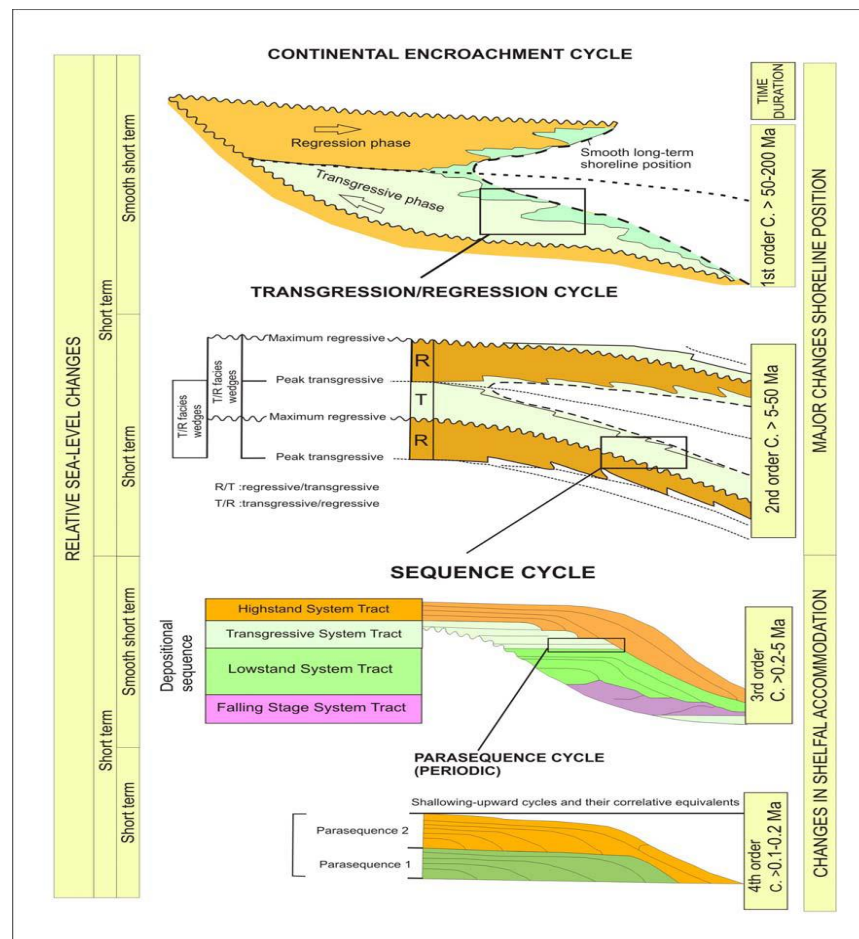 CONTINENTAL ENCROACHMENT CYCLE
TIME
DURATION
Regression phase
Smooth long-term
shoreline position
Transgressive phase
1st order C. > 50-200 Ma
TRANSGRESSION/REGRESSION CYCLE
Maximum regressive
Peak transgressive
Maximum regressive
Peak transgressive
T/R facies
wedges
T/R facies
wedges
R
T
R
R/T :regressive/transgressive
T/R :transgressive/regressive
2nd order C. > 5-50 Ma
SEQUENCE CYCLE
Depositional
sequence
Highstand System Tract
Transgressive System Tract
Lowstand System Tract
Falling Stage System Tract
3rd order
C. >0.2-5 Ma
PARASEQUENCE CYCLE
(PERIODIC)
Shallowing-upward cycles and their correlative equivalents
Parasequence 2
Parasequence 1
4th order
C. >0.1-0.2 Ma
RELATIVE SEA-LEVEL CHANGES
Short term
Short term
Smooth short term
Short term
Smooth short term
Short term
MAJOR CHANGES SHORELINE POSITION
CHANGES IN SHELFAL ACCOMMODATION